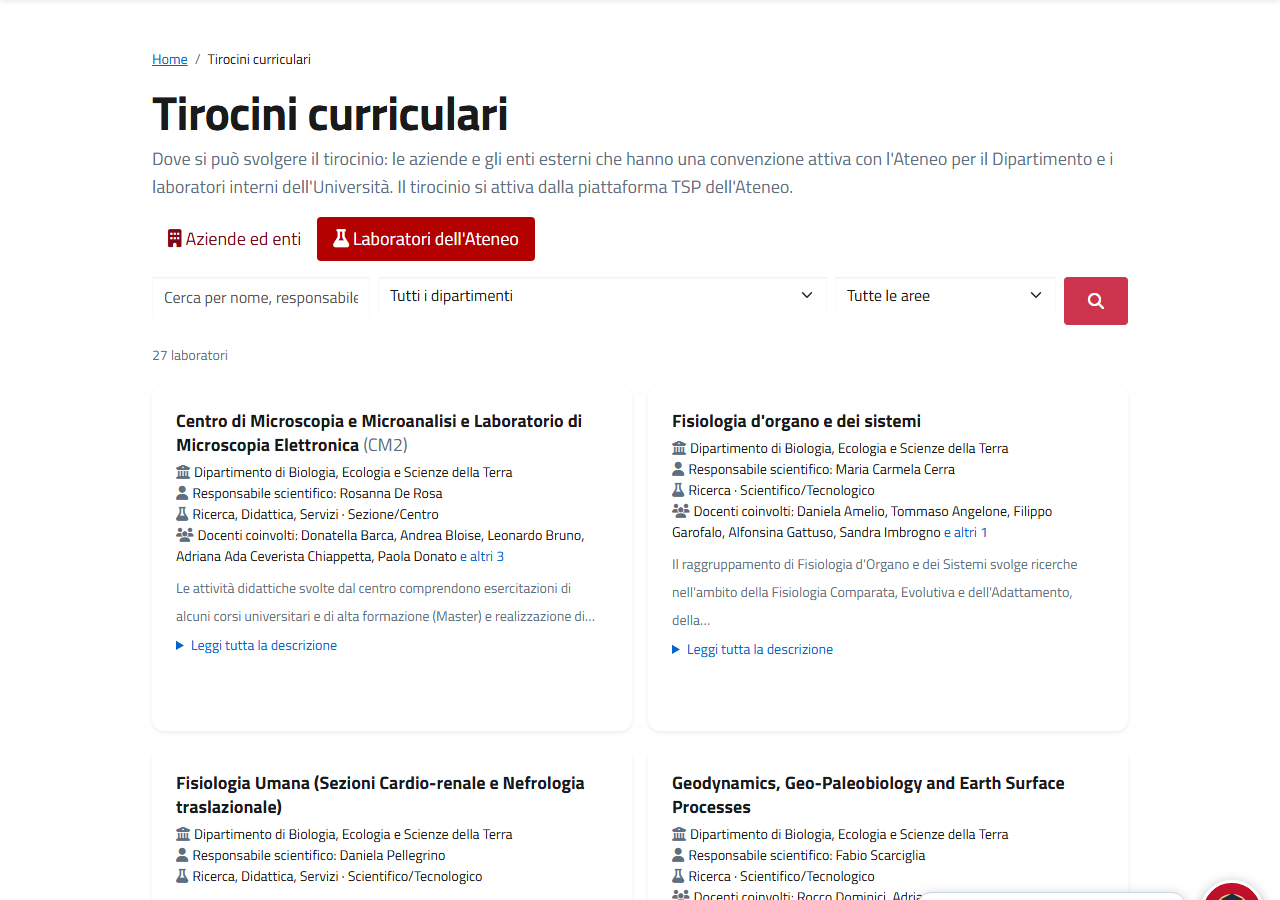 Home / Tirocini curriculari
Tirocini curriculari
Dove si può svolgere il tirocinio: le aziende e gli enti esterni che hanno una convenzione attiva con l'Ateneo per il Dipartimento e i
laboratori interni dell'Università. Il tirocinio si attiva dalla piattaforma TSP dell'Ateneo.
Aziende ed enti
Laboratori dell'Ateneo
Cerca per nome, responsabile
Tutti i dipartimenti
Tutte le aree
27 laboratori
Centro di Microscopia e Microanalisi e Laboratorio di
Microscopia Elettronica (CM2)
Dipartimento di Biologia, Ecologia e Scienze della Terra
Responsabile scientifico: Rosanna De Rosa
Ricerca, Didattica, Servizi · Sezione/Centro
Docenti coinvolti: Donatella Barca, Andrea Bloise, Leonardo Bruno,
Adriana Ada Ceverista Chiappetta, Paola Donato e altri 3
Le attività didattiche svolte dal centro comprendono esercitazioni di
alcuni corsi universitari e di alta formazione (Master) e realizzazione di...
Leggi tutta la descrizione
Fisiologia d'organo e dei sistemi
Dipartimento di Biologia, Ecologia e Scienze della Terra
Responsabile scientifico: Maria Carmela Cerra
Ricerca · Scientifico/Tecnologico
Docenti coinvolti: Daniela Amelio, Tommaso Angelone, Filippo
Garofalo, Alfonsina Gattuso, Sandra Imbrogno e altri 1
Il raggruppamento di Fisiologia d'Organo e dei Sistemi svolge ricerche
nell'ambito della Fisiologia Comparata, Evolutiva e dell'Adattamento,
della...
Leggi tutta la descrizione
Fisiologia Umana (Sezioni Cardio-renale e Nefrologia
traslazionale)
Dipartimento di Biologia, Ecologia e Scienze della Terra
Responsabile scientifico: Daniela Pellegrino
Ricerca, Didattica, Servizi · Scientifico/Tecnologico
Geodynamics, Geo-Paleobiology and Earth Surface
Processes
Dipartimento di Biologia, Ecologia e Scienze della Terra
Responsabile scientifico: Fabio Scarciglia
Ricerca · Scientifico/Tecnologico
Docenti coinvolti: Rocco Dominici,